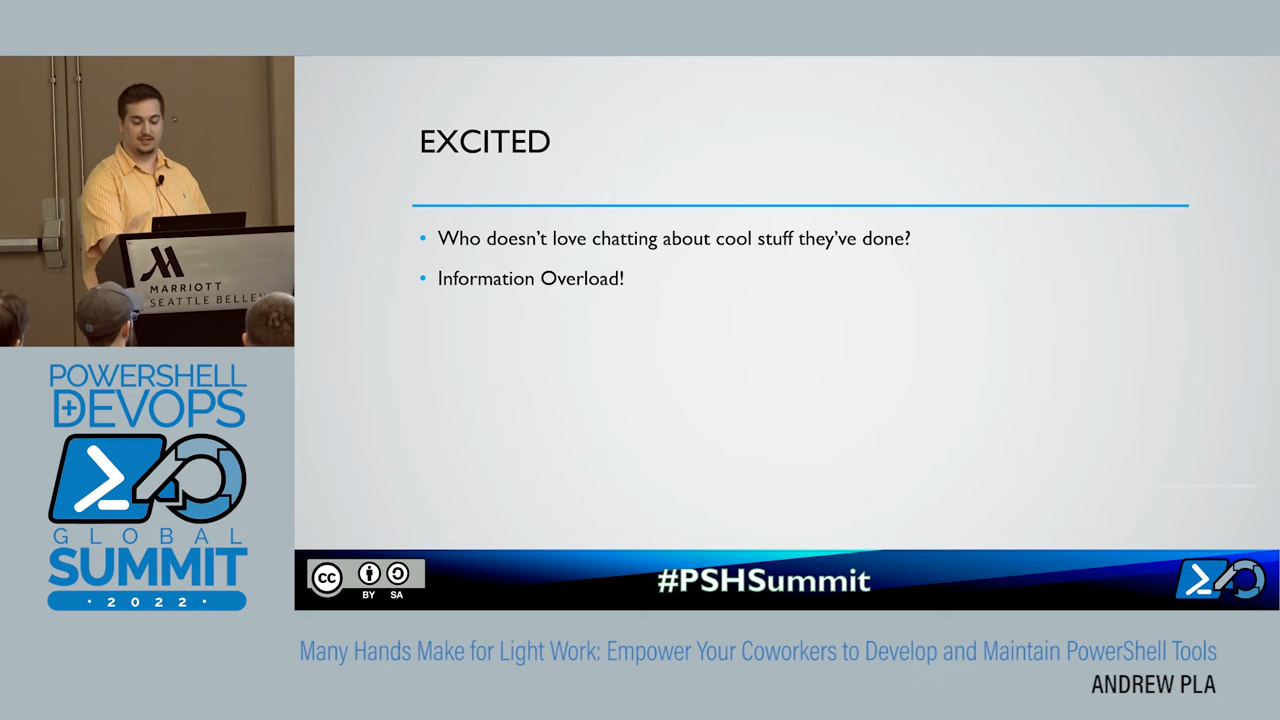 EXCITED
Who doesn't love chatting about cool stuff they've done?
Information Overload!
MARRIOTT
SEATTLE BELLEV
POWERSHELL
+DEVOPS
GLOBAL
SUMMIT
· 2022 ·
CC
BY SA
#PSHSummit
Many Hands Make for Light Work: Empower Your Coworkers to Develop and Maintain PowerShell Tools
ANDREW PLA